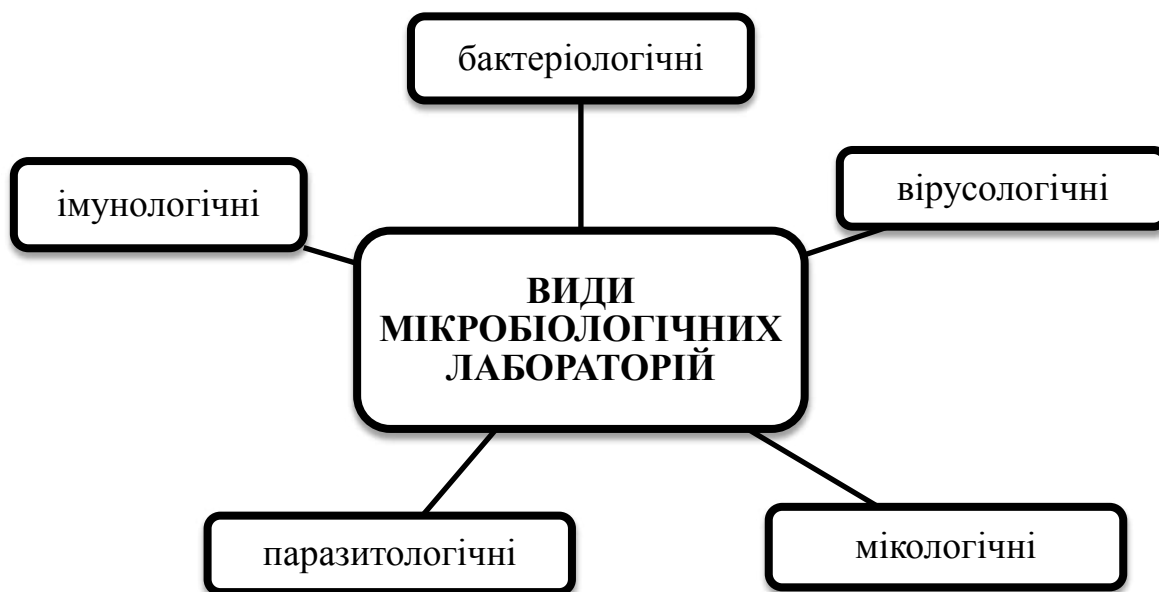 бактеріологічні
імунологічні
вірусологічні
ВИДИ
МІКРОБІОЛОГІЧНИХ
ЛАБОРАТОРІЙ
паразитологічні
мікологічні